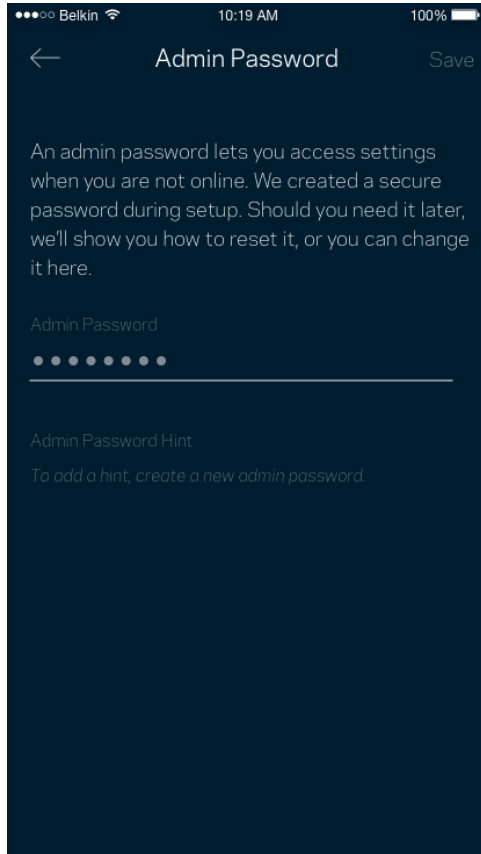 Belkin 10:19 AM 100%
Admin Password Save
An admin password lets you access settings
when you are not online. We created a secure
password during setup. Should you need it later,
we'll show you how to reset it, or you can change
it here.
Admin Password
Admin Password Hint
To add a hint, create a new admin password.